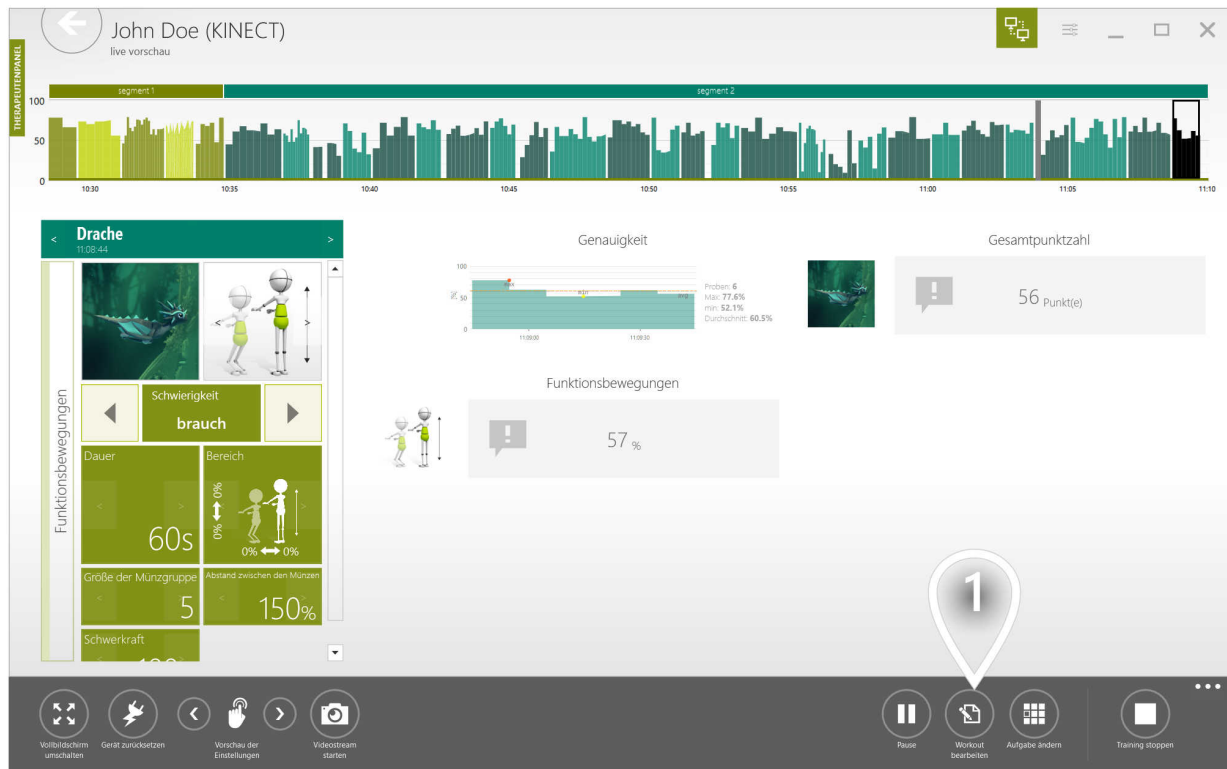 John Doe (KINECT)
live vorschau
THERAPEUTENPANEL
segment 1
segment 2
100
50
0
10:30
10:35
10:40
10:45
10:50
10:55
11:00
11:05
11:10
< Drache >
11:08:44
Funktionsbewegungen
< >
Schwierigkeit
brauch
Dauer
< >
60s
Bereich
0% 0%
< >
0% 0%
Größe der Münzgruppe
< >
5
Abstand zwischen den Münzen
< >
150%
Schwerkraft
<
Genauigkeit
100
%
50
0
max
min
avg
11:09:00
11:09:30
Proben: 6
Max: 77.6%
min: 52.1%
Durchschnitt: 60.5%
Gesamtpunktzahl
56 Punkt(e)
Funktionsbewegungen
57 %
1
Vollbildschirm
umschalten
Gerät zurücksetzen
Vorschau der
Einstellungen
Videostream
starten
Pause
Workout
bearbeiten
Aufgabe ändern
Training stoppen